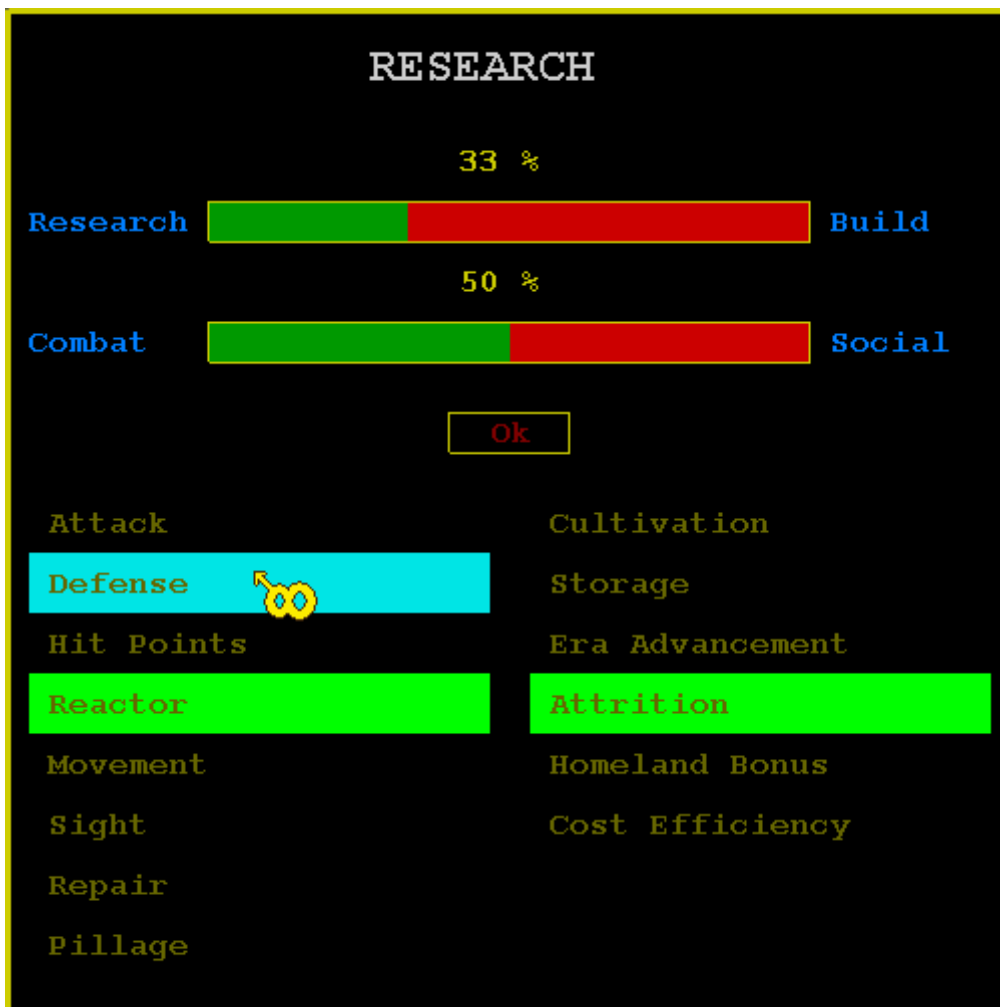 RESEARCH
33 %
Research Build
50 %
Combat Social
Ok
Attack
Defense
Hit Points
Reactor
Movement
Sight
Repair
Pillage
Cultivation
Storage
Era Advancement
Attrition
Homeland Bonus
Cost Efficiency